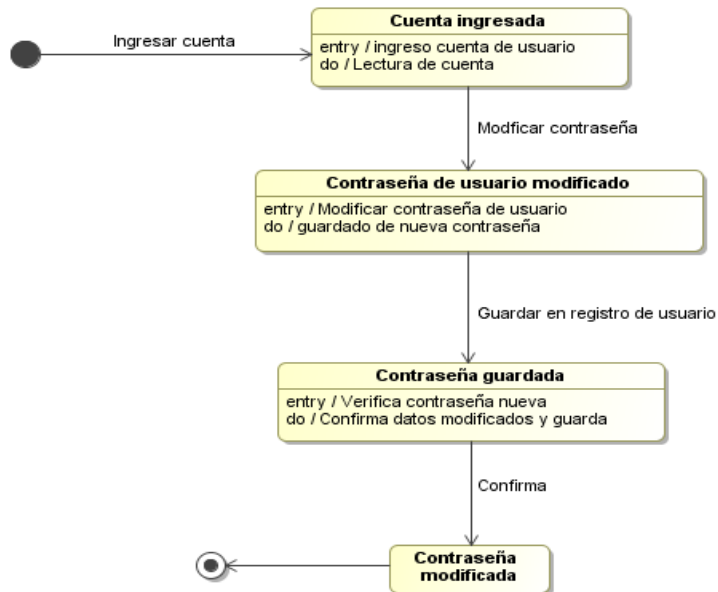 Cuenta ingresada
Ingresar cuenta
entry / ingreso cuenta de usuario
do / Lectura de cuenta
Modficar contraseña
Contraseña de usuario modificado
entry / Modificar contraseña de usuario
do / guardado de nueva contraseña
Guardar en registro de usuario
Contraseña guardada
entry / Verifica contraseña nueva
do / Confirma datos modificados y guarda
Confirma
Contraseña
modificada